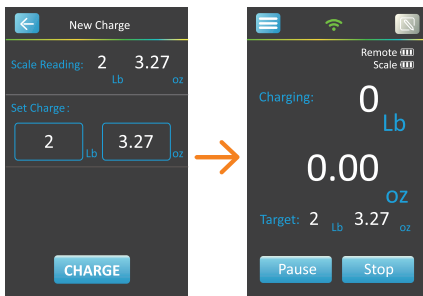 New Charge
Scale Reading: 2 Lb 3.27 oz
Set Charge:
2 Lb 3.27 oz
CHARGE
Remote
Scale
Charging: 0 Lb
0.00 oz
Target: 2 Lb 3.27 oz
Pause Stop